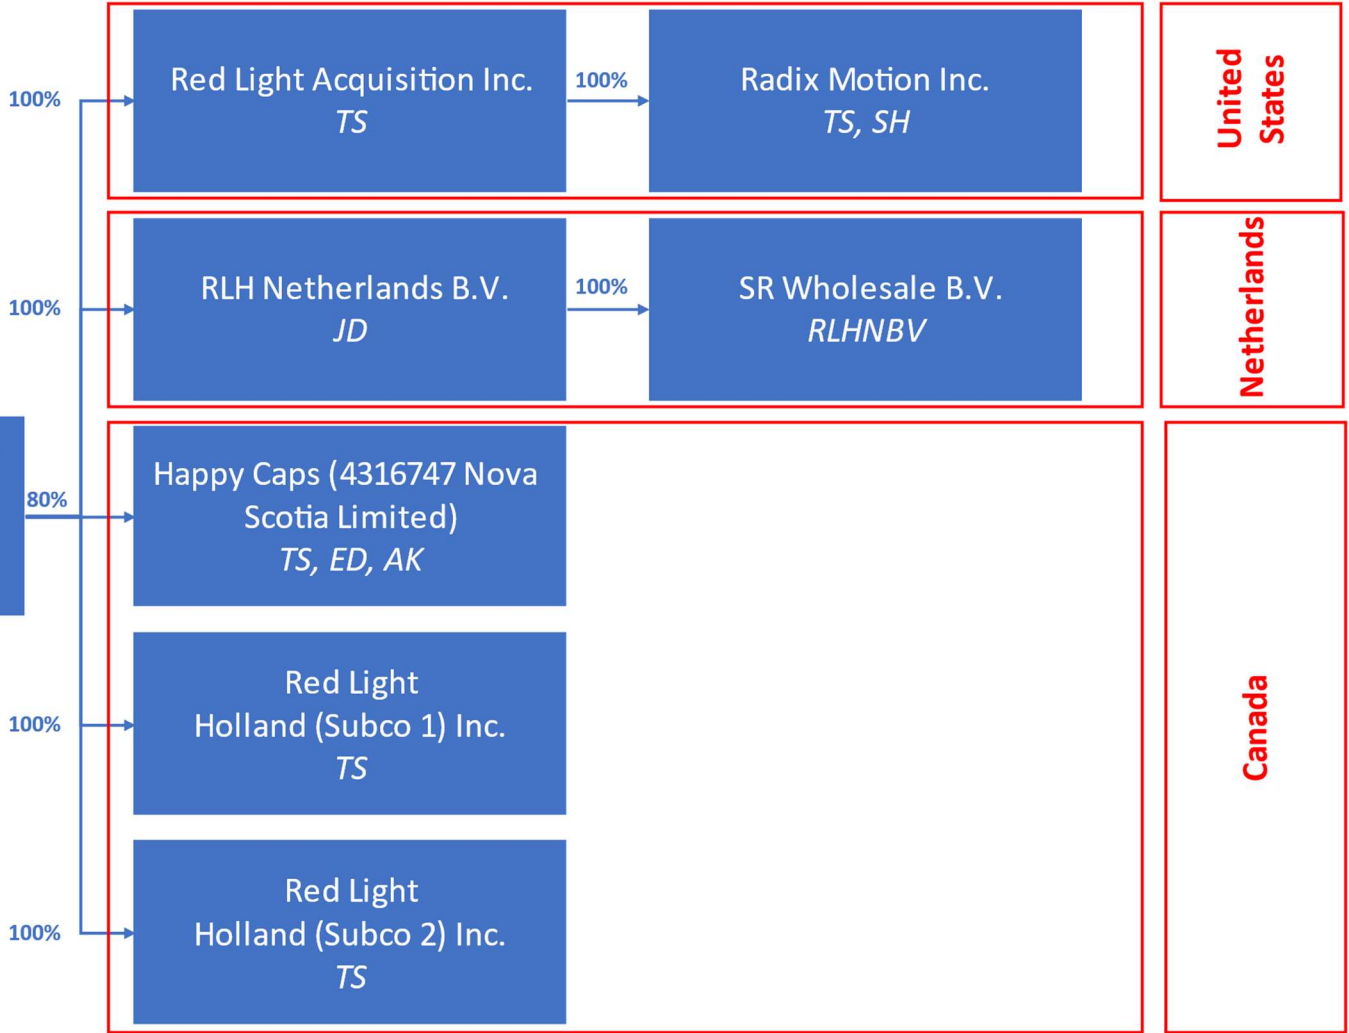 100%
Red Light Acquisition Inc.
TS
100%
Radix Motion Inc.
TS, SH
United
States
100%
RLH Netherlands B.V.
JD
100%
SR Wholesale B.V.
RLHNBV
Netherlands
80%
Happy Caps (4316747 Nova
Scotia Limited)
TS, ED, AK
100%
Red Light
Holland (Subco 1) Inc.
TS
100%
Red Light
Holland (Subco 2) Inc.
TS
Canada